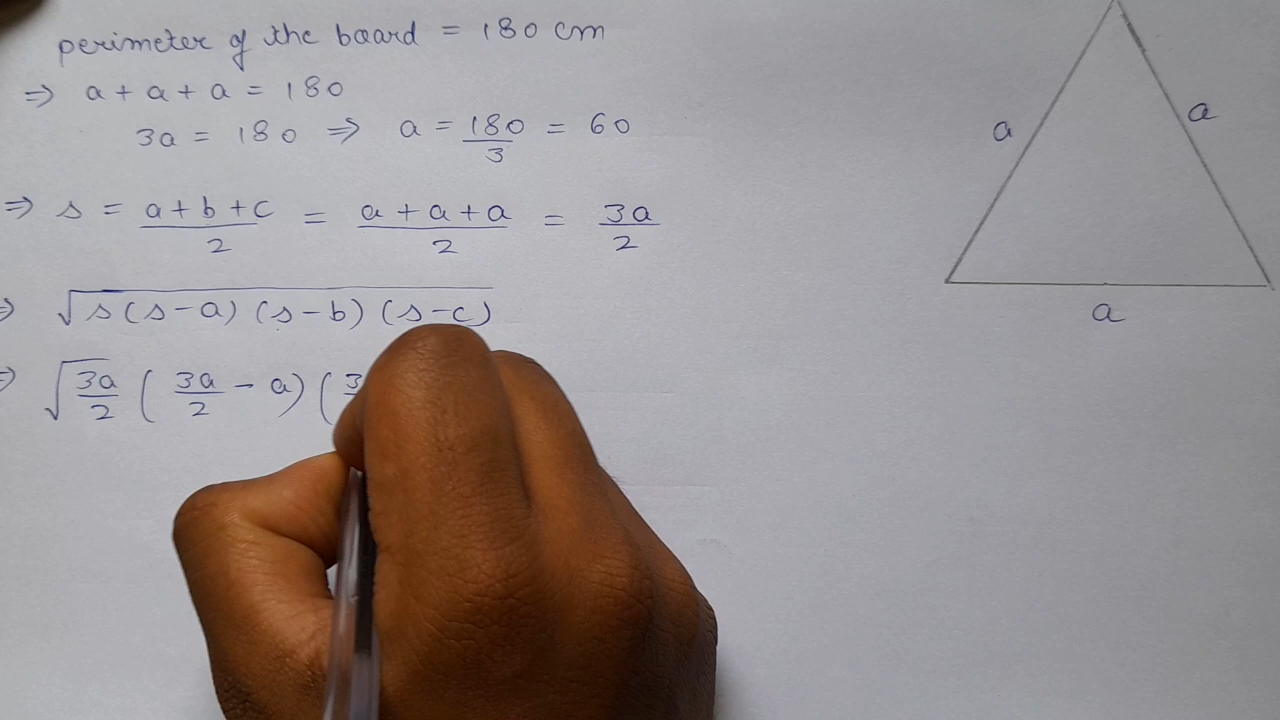 perimeter of the board = 180 cm
⇒ a + a + a = 180
3a = 180 ⇒ a = 180/3 = 60
⇒ s = a+b+c/2 = a+a+a/2 = 3a/2
⇒ √s(s-a)(s-b)(s-c)
⇒ √3a/2 (3a/2 - a) (3
a
a
a